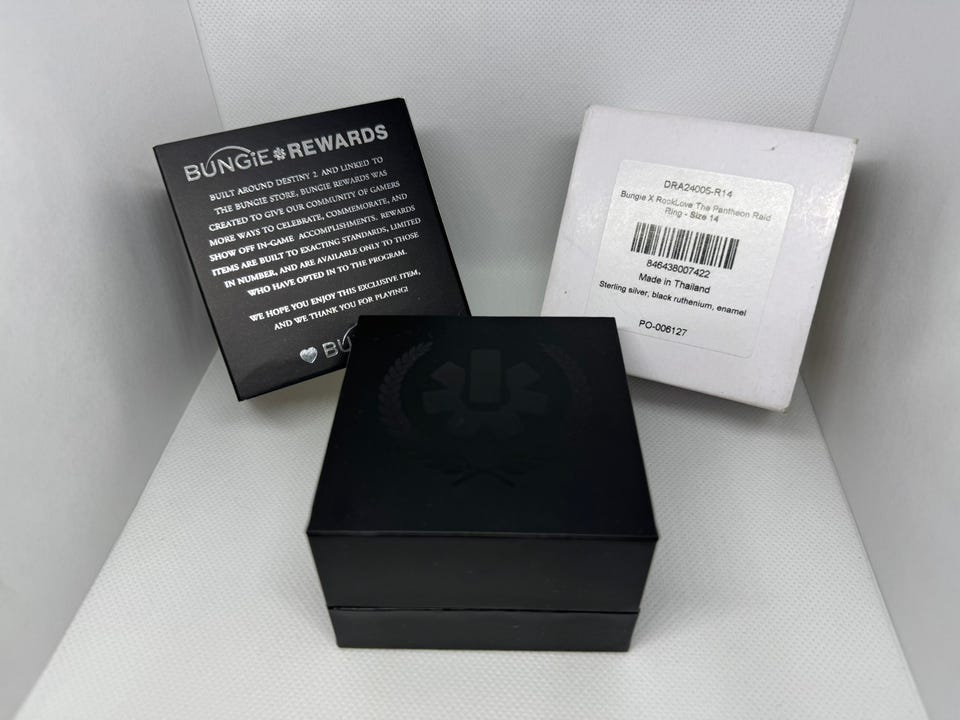 BUNGiE REWARDS
BUILT AROUND DESTINY 2 AND LINKED TO
THE BUNGIE STORE, BUNGIE REWARDS WAS
CREATED TO GIVE OUR COMMUNITY OF GAMERS
MORE WAYS TO CELEBRATE, COMMEMORATE, AND
SHOW OFF IN-GAME ACCOMPLISHMENTS. REWARDS
ITEMS ARE BUILT TO EXACTING STANDARDS, LIMITED
IN NUMBER, AND ARE AVAILABLE ONLY TO THOSE
WHO HAVE OPTED IN TO THE PROGRAM.
WE HOPE YOU ENJOY THIS EXCLUSIVE ITEM,
AND WE THANK YOU FOR PLAYING!
BU
DRA24005-R14
Bungie X RockLove The Pantheon Raid
Ring - Size 14
846438007422
Made in Thailand
Sterling silver, black ruthenium, enamel
PO-006127